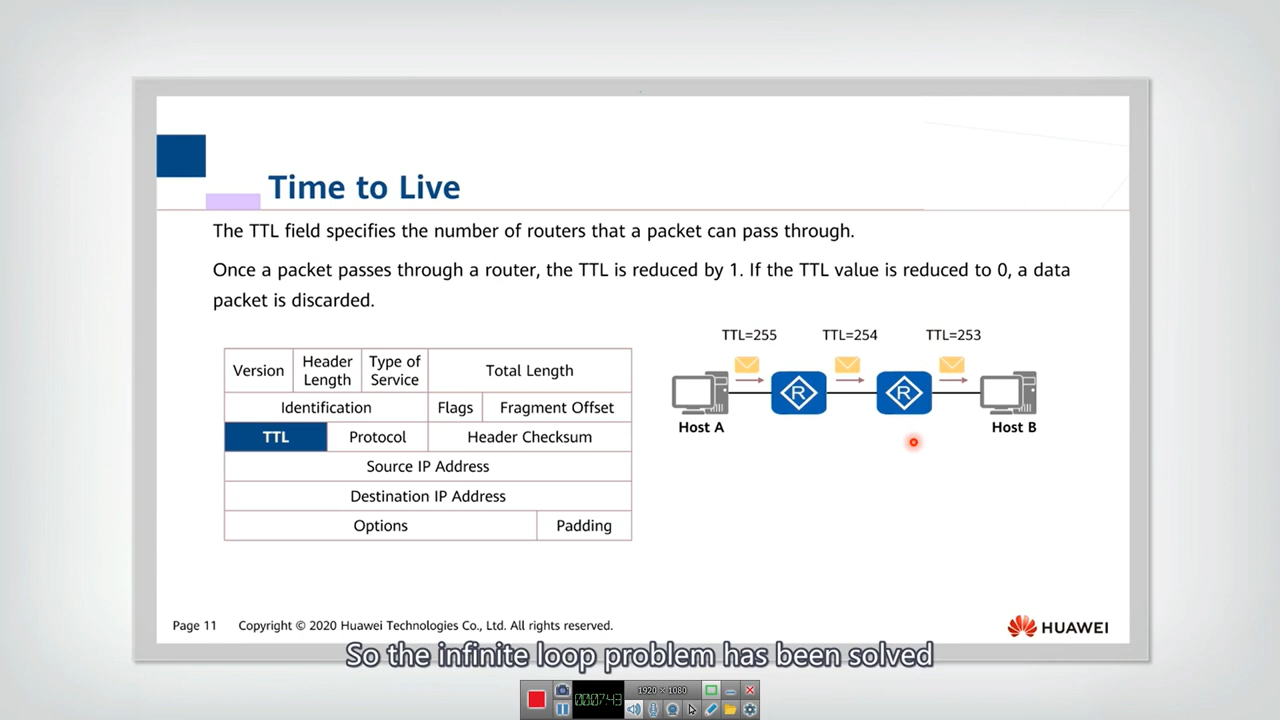 Time to Live
The TTL field specifies the number of routers that a packet can pass through.
Once a packet passes through a router, the TTL is reduced by 1. If the TTL value is reduced to 0, a data
packet is discarded.
Version Header Length Type of Service Total Length
Identification Flags Fragment Offset
TTL Protocol Header Checksum
Source IP Address
Destination IP Address
Options Padding
TTL=255 TTL=254 TTL=253
R R
Host A Host B
Page 11 Copyright © 2020 Huawei Technologies Co., Ltd. All rights reserved.
HUAWEI
So the infinite loop problem has been solved
00:07:43 1920 × 1080